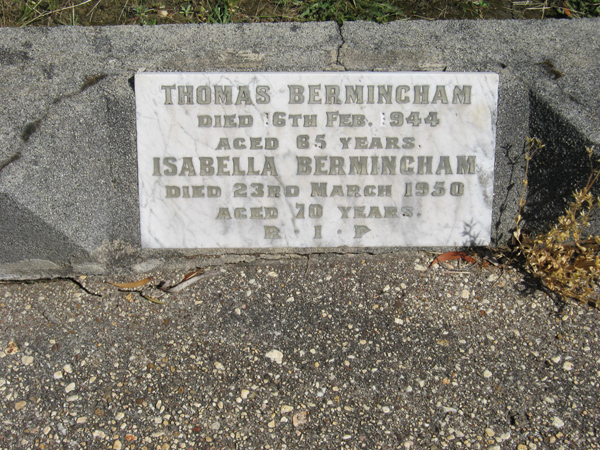 THOMAS BERMINGHAM
DIED 16TH FEB. 1944
AGED 65 YEARS.
ISABELLA BERMINGHAM
DIED 23RD MARCH 1950
AGED 70 YEARS.
R · I · P